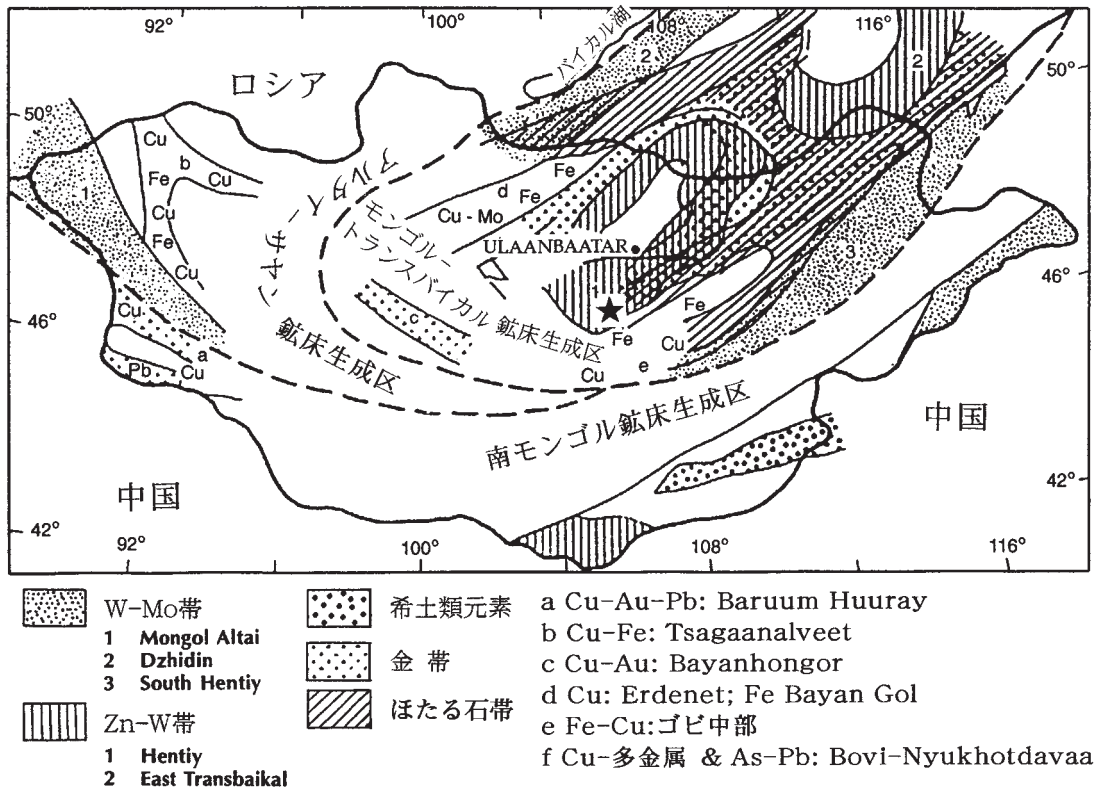 92°
100°
108°
116°
バイカル湖
2
2
ロシア
50°
50°
Cu
b
Cu
Fe
Cu
Fe
Cu
1
アルタイーサヤン
鉱床生成区
d
Fe
Fe
Cu-Mo
モンゴルー
トランスバイカル 鉱床生成区
ULAANBAATAR
3
46°
46°
c
Fe
Fe
Cu
e
Cu
Cu
a
Pb
Cu
南モンゴル鉱床生成区
中国
中国
42°
42°
92°
100°
108°
116°
W-Mo帯
1 Mongol Altai
2 Dzhidin
3 South Hentiy
Zn-W帯
1 Hentiy
2 East Transbaikal
希土類元素
金 帯
ほたる石帯
a Cu-Au-Pb: Baruum Huuray
b Cu-Fe: Tsagaanalveet
c Cu-Au: Bayanhongor
d Cu: Erdenet; Fe Bayan Gol
e Fe-Cu:ゴビ中部
f Cu-多金属 & As-Pb: Bovi-Nyukhotdavaa